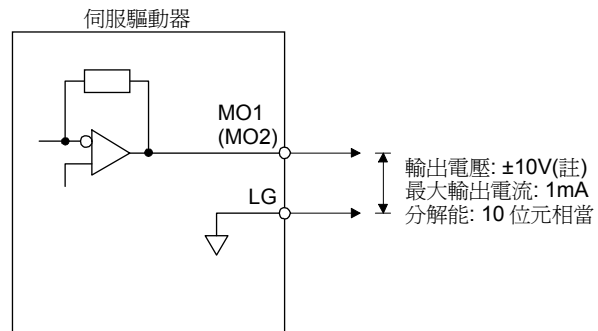 伺服驅動器
MO1
(MO2)
LG
輸出電壓: ±10V(註)
最大輸出電流: 1mA
分解能: 10 位元相當